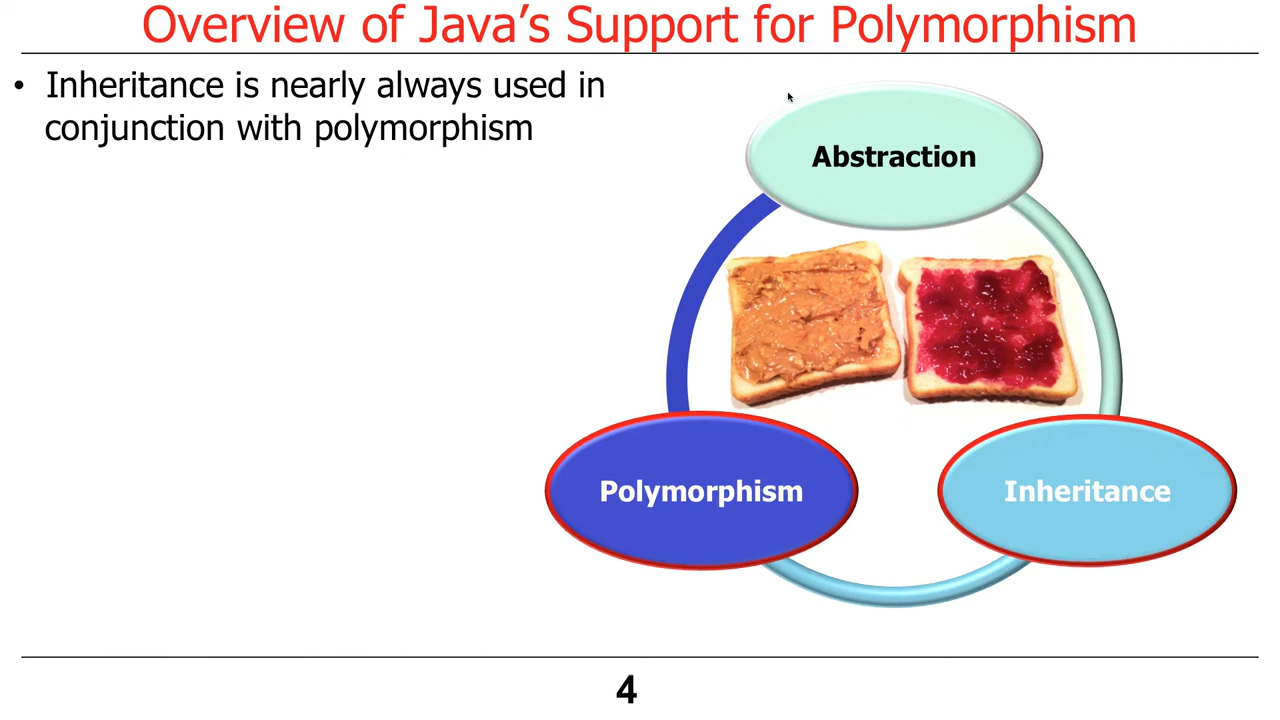 Overview of Java’s Support for Polymorphism
• Inheritance is nearly always used in
conjunction with polymorphism
Abstraction
Polymorphism
Inheritance
4